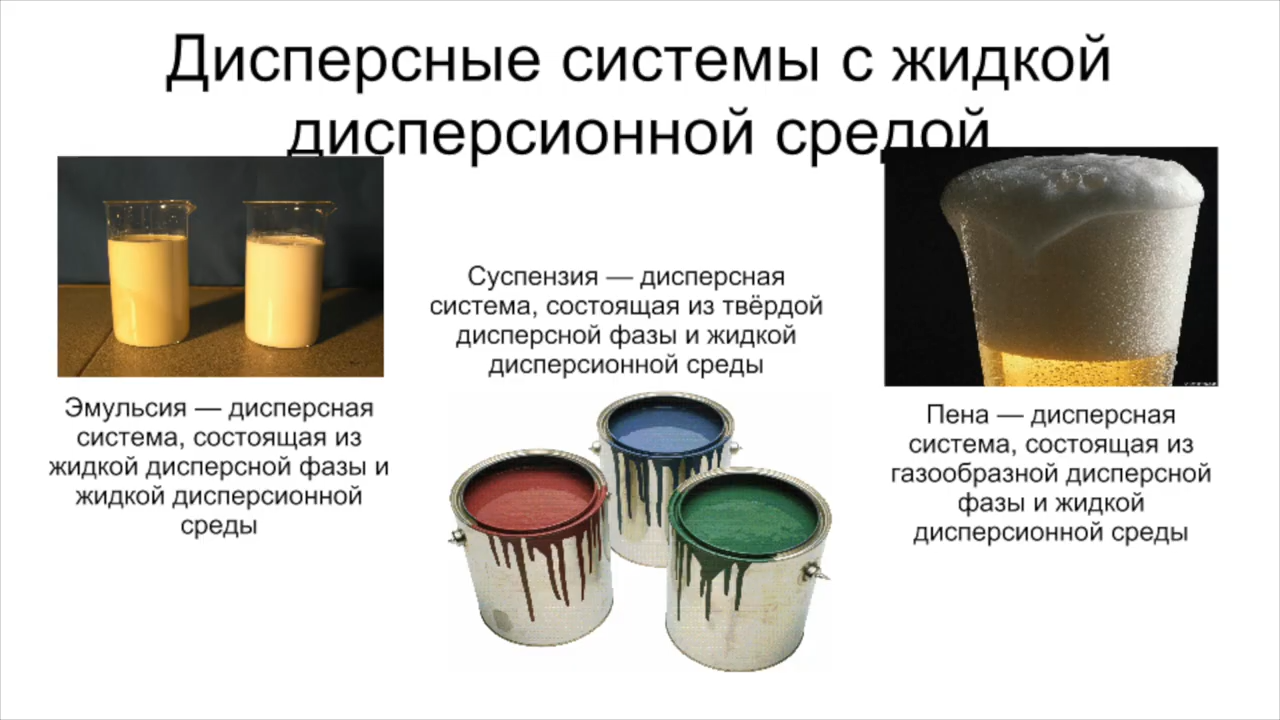 Дисперсные системы с жидкой
дисперсионной средой
Эмульсия — дисперсная
система, состоящая из
жидкой дисперсной фазы и
жидкой дисперсионной
среды
Суспензия — дисперсная
система, состоящая из твёрдой
дисперсной фазы и жидкой
дисперсионной среды
Пена — дисперсная
система, состоящая из
газообразной дисперсной
фазы и жидкой
дисперсионной среды